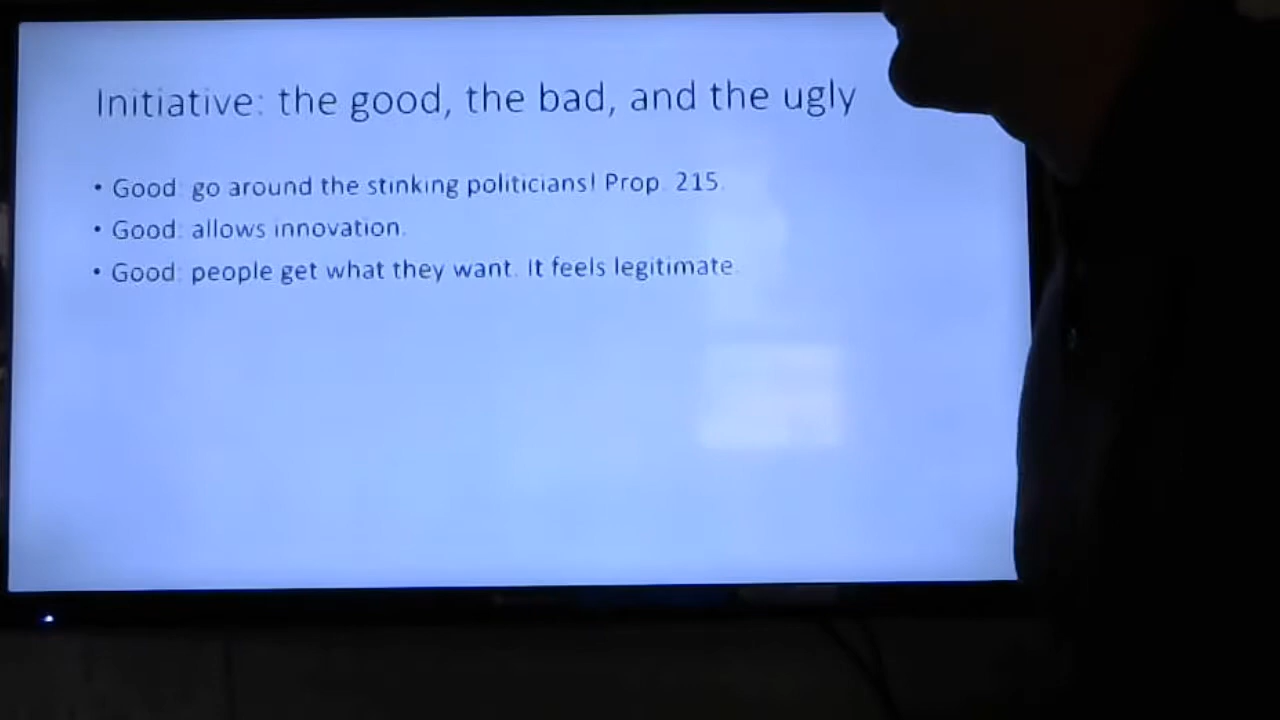 Initiative: the good, the bad, and the ugly
• Good: go around the stinking politicians! Prop. 215.
• Good: allows innovation.
• Good: people get what they want. It feels legitimate.